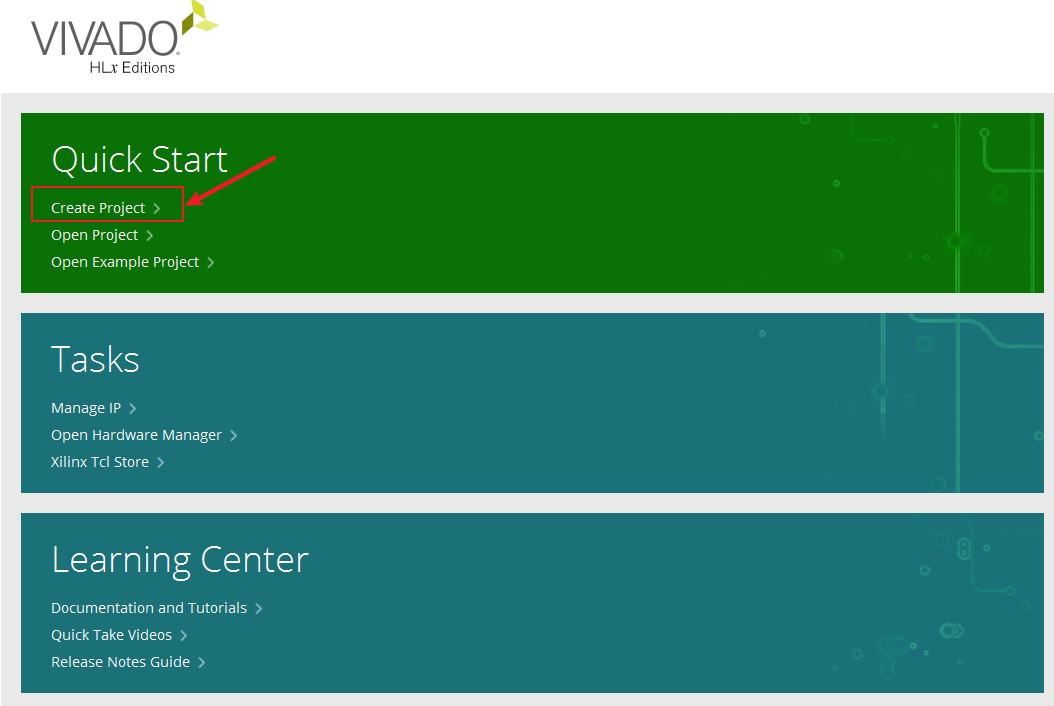 VIVADO®
HLx Editions
Quick Start
Create Project >
Open Project >
Open Example Project >
Tasks
Manage IP >
Open Hardware Manager >
Xilinx Tcl Store >
Learning Center
Documentation and Tutorials >
Quick Take Videos >
Release Notes Guide >